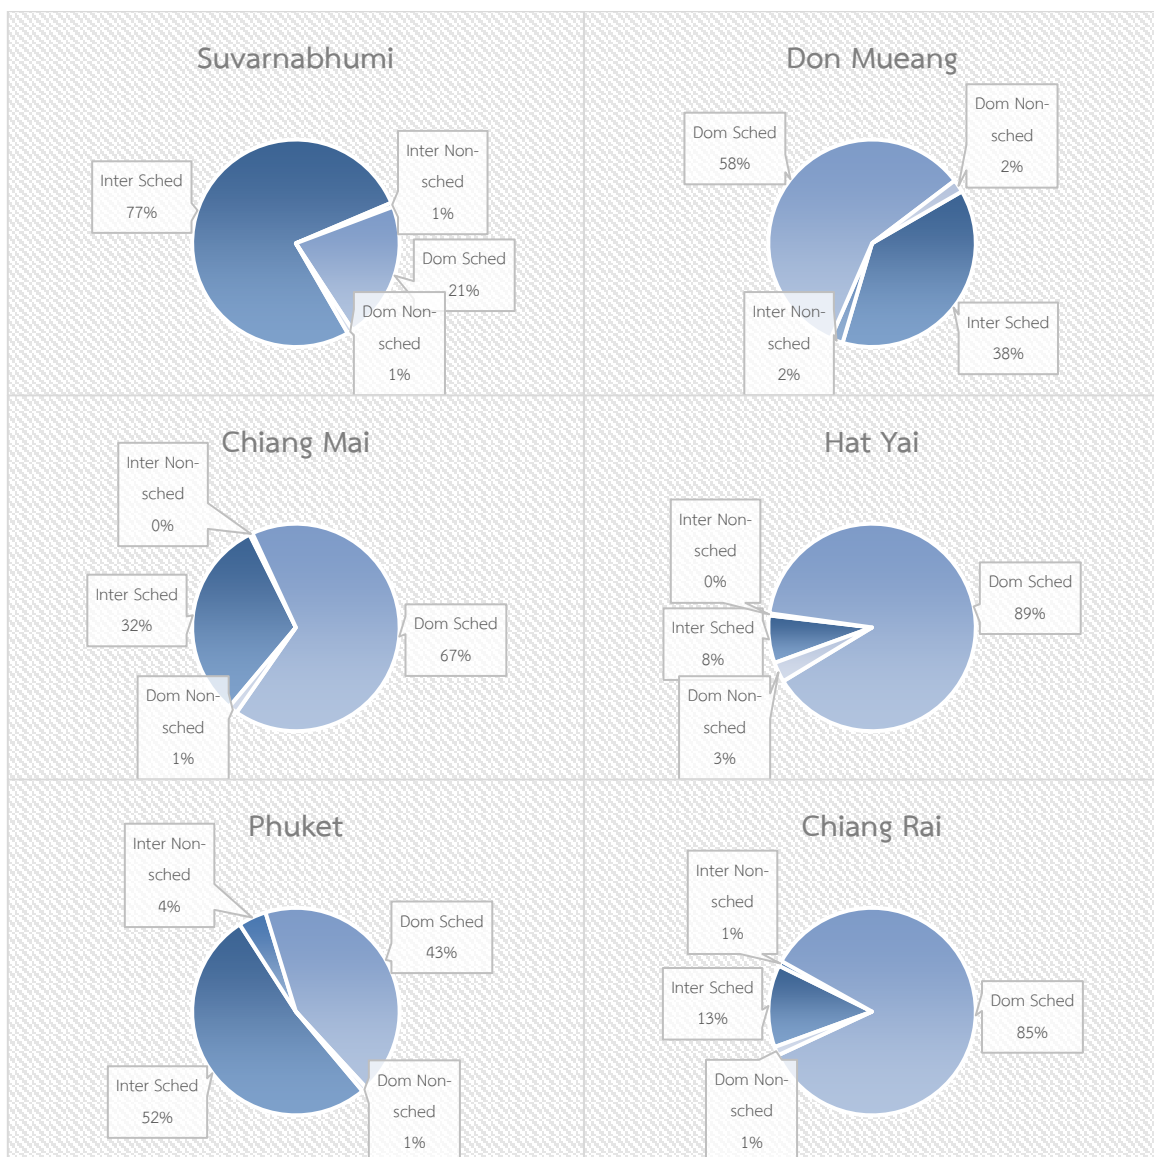 Suvarnabhumi
Inter Sched
77%
Inter Non-
sched
1%
Dom Sched
21%
Dom Non-
sched
1%
Don Mueang
Dom Sched
58%
Dom Non-
sched
2%
Inter Non-
sched
2%
Inter Sched
38%
Chiang Mai
Inter Non-
sched
0%
Inter Sched
32%
Dom Sched
67%
Dom Non-
sched
1%
Hat Yai
Inter Non-
sched
0%
Dom Sched
89%
Inter Sched
8%
Dom Non-
sched
3%
Phuket
Inter Non-
sched
4%
Dom Sched
43%
Inter Sched
52%
Dom Non-
sched
1%
Chiang Rai
Inter Non-
sched
1%
Inter Sched
13%
Dom Sched
85%
Dom Non-
sched
1%